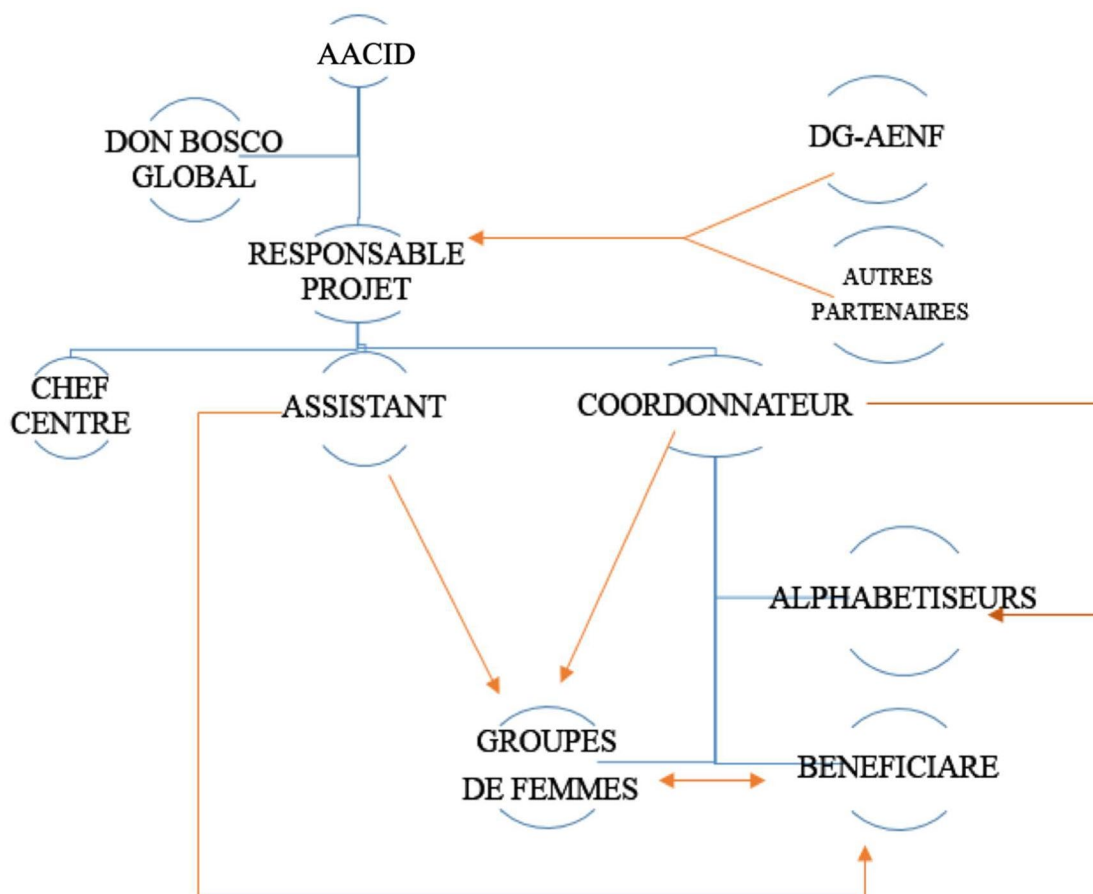 AACID
DON BOSCO
GLOBAL
DG-AENF
RESPONSABLE
PROJET
AUTRES
PARTENAIRES
CHEF
CENTRE
ASSISTANT
COORDONNATEUR
ALPHABETISEURS
GROUPES
DE FEMMES
BENEFICIARE